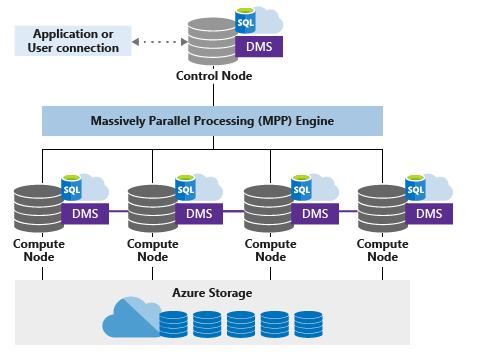 SQL
Application or
User connection
DMS
Control Node
Massively Parallel Processing (MPP) Engine
SQL SQL SQL SQL
DMS DMS DMS DMS
Compute Compute Compute Compute
Node Node Node Node
Azure Storage